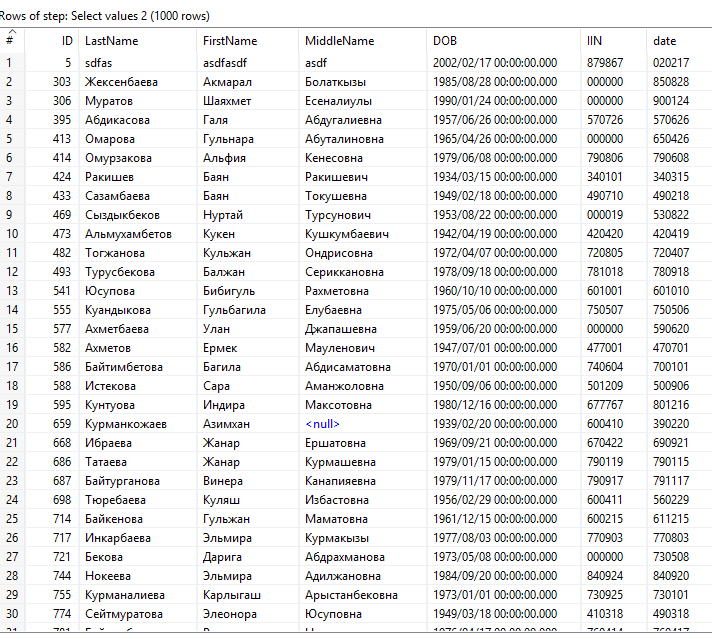 Rows of step: Select values 2 (1000 rows)
# ID LastName FirstName MiddleName DOB IIN date
1 5 sdfas asdfasdf asdf 2002/02/17 00:00:00.000 879867 020217
2 303 Жексенбаева Акмарал Болаткызы 1985/08/28 00:00:00.000 000000 850828
3 306 Муратов Шаяхмет Есеналиулы 1990/01/24 00:00:00.000 000000 900124
4 395 Абдикасова Галя Абдугалиевна 1957/06/26 00:00:00.000 570726 570626
5 413 Омарова Гульнара Абуталиновна 1965/04/26 00:00:00.000 000000 650426
6 414 Омурзакова Альфия Кенесовна 1979/06/08 00:00:00.000 790806 790608
7 424 Ракишев Баян Ракишевич 1934/03/15 00:00:00.000 340101 340315
8 433 Сазамбаева Баян Токушевна 1949/02/18 00:00:00.000 490710 490218
9 469 Сыздыкбеков Нуртай Турсунович 1953/08/22 00:00:00.000 000019 530822
10 473 Альмухамбетов Кукен Кушкумбаевич 1942/04/19 00:00:00.000 420420 420419
11 482 Тогжанова Кульжан Ондрисовна 1972/04/07 00:00:00.000 720805 720407
12 493 Турусбекова Балжан Сериккановна 1978/09/18 00:00:00.000 781018 780918
13 541 Юсупова Бибигуль Рахметовна 1960/10/10 00:00:00.000 601001 601010
14 555 Куандыкова Гульбагила Елубаевна 1975/05/06 00:00:00.000 750507 750506
15 577 Ахметбаева Улан Джапашевна 1959/06/20 00:00:00.000 000000 590620
16 582 Ахметов Ермек Мауленович 1947/07/01 00:00:00.000 477001 470701
17 586 Байтимбетова Багила Абдисаматовна 1970/01/01 00:00:00.000 740604 700101
18 588 Истекова Сара Аманжоловна 1950/09/06 00:00:00.000 501209 500906
19 595 Кунтуова Индира Максотовна 1980/12/16 00:00:00.000 677767 801216
20 659 Курманкожаев Азимхан <null> 1939/02/20 00:00:00.000 600410 390220
21 668 Ибраева Жанар Ершатовна 1969/09/21 00:00:00.000 670422 690921
22 686 Татаева Жанар Курмашевна 1979/01/15 00:00:00.000 790119 790115
23 687 Байтурганова Винера Канапияевна 1979/11/17 00:00:00.000 790917 791117
24 698 Тюребаева Куляш Избастовна 1956/02/29 00:00:00.000 600411 560229
25 714 Байкенова Гульжан Маматовна 1961/12/15 00:00:00.000 600215 611215
26 717 Инкарбаева Эльмира Курмакызы 1977/08/03 00:00:00.000 770903 770803
27 721 Бекова Дарига Абдрахманова 1973/05/08 00:00:00.000 000000 730508
28 744 Нокеева Эльмира Адилжановна 1984/09/20 00:00:00.000 840924 840920
29 755 Курманалиева Карлыгаш Арыстанбековна 1973/01/01 00:00:00.000 730925 730101
30 774 Сейтмуратова Элеонора Юсуповна 1949/03/18 00:00:00.000 410318 490318